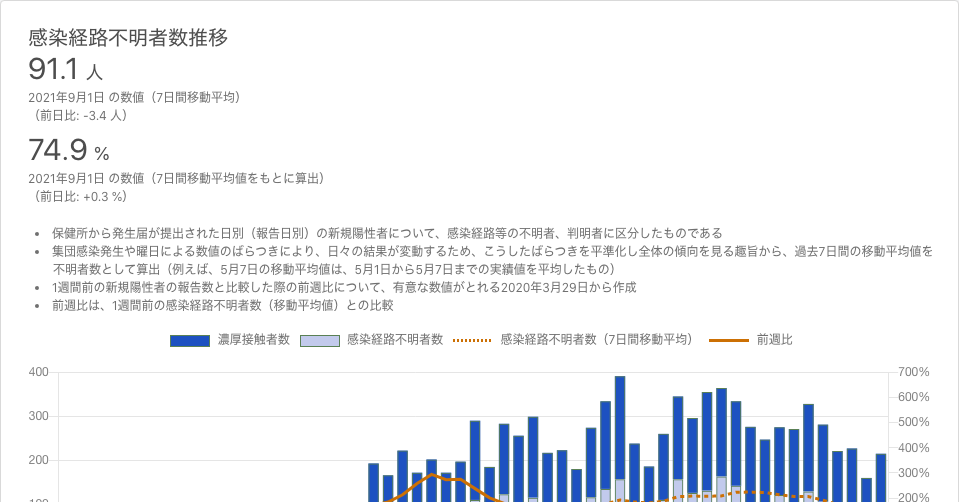 感染経路不明者数推移
91.1 人
2021年9月1日 の数値（7日間移動平均）
（前日比: -3.4 人）
74.9 %
2021年9月1日 の数値（7日間移動平均値をもとに算出）
（前日比: +0.3 %）
• 保健所から発生届が提出された日別（報告日別）の新規陽性者について、感染経路等の不明者、判明者に区分したものである
• 集団感染発生や曜日による数値のばらつきにより、日々の結果が変動するため、こうしたばらつきを平準化し全体の傾向を見る趣旨から、過去7日間の移動平均値を
不明者数として算出（例えば、5月7日の移動平均値は、5月1日から5月7日までの実績値を平均したもの）
• 1週間前の新規陽性者の報告数と比較した際の前週比について、有意な数値がとれる2020年3月29日から作成
• 前週比は、1週間前の感染経路不明者数（移動平均値）との比較
濃厚接触者数 感染経路不明者数 感染経路不明者数（7日間移動平均） 前週比
400 700%
600%
300 500%
400%
200 300%
100 200%